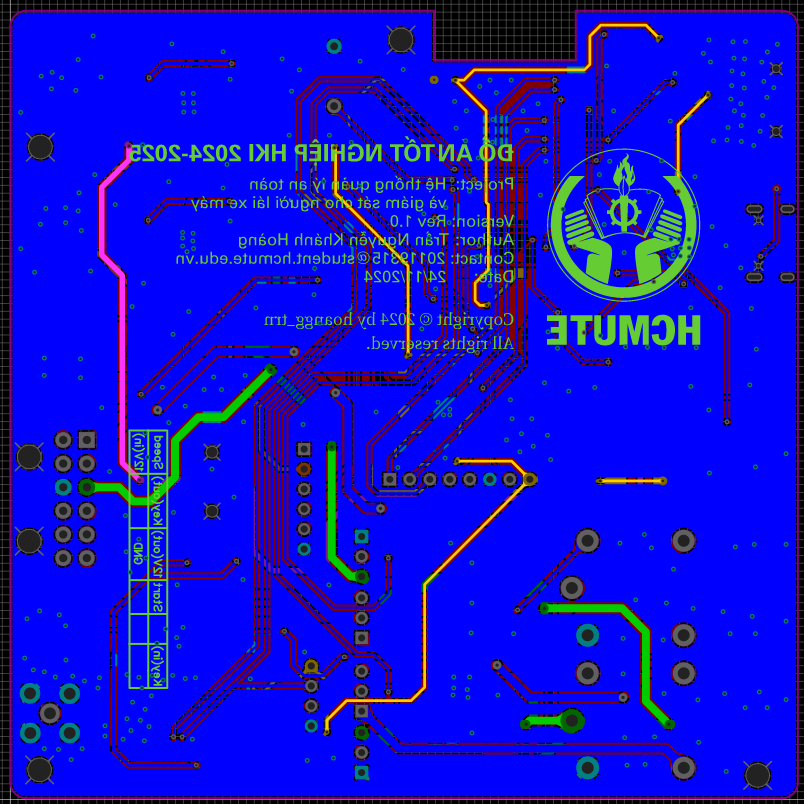 ĐỒ ÁN TỐT NGHIỆP HKI 2024-2025
Project: Hệ thống quản lý an toàn
và giám sát cho người lái xe máy
Version: Rev 1.0
Author: Trần Nguyễn Khánh Hoàng
Contact: 20119315@student.hcmute.edu.vn
Date: 24/11/2024
Copyright © 2024 by hoangg_trn
All rights reserved.
HCMUTE
12V(in) Speed
Key(out)
GND 12V(out)
Start
Key(in)